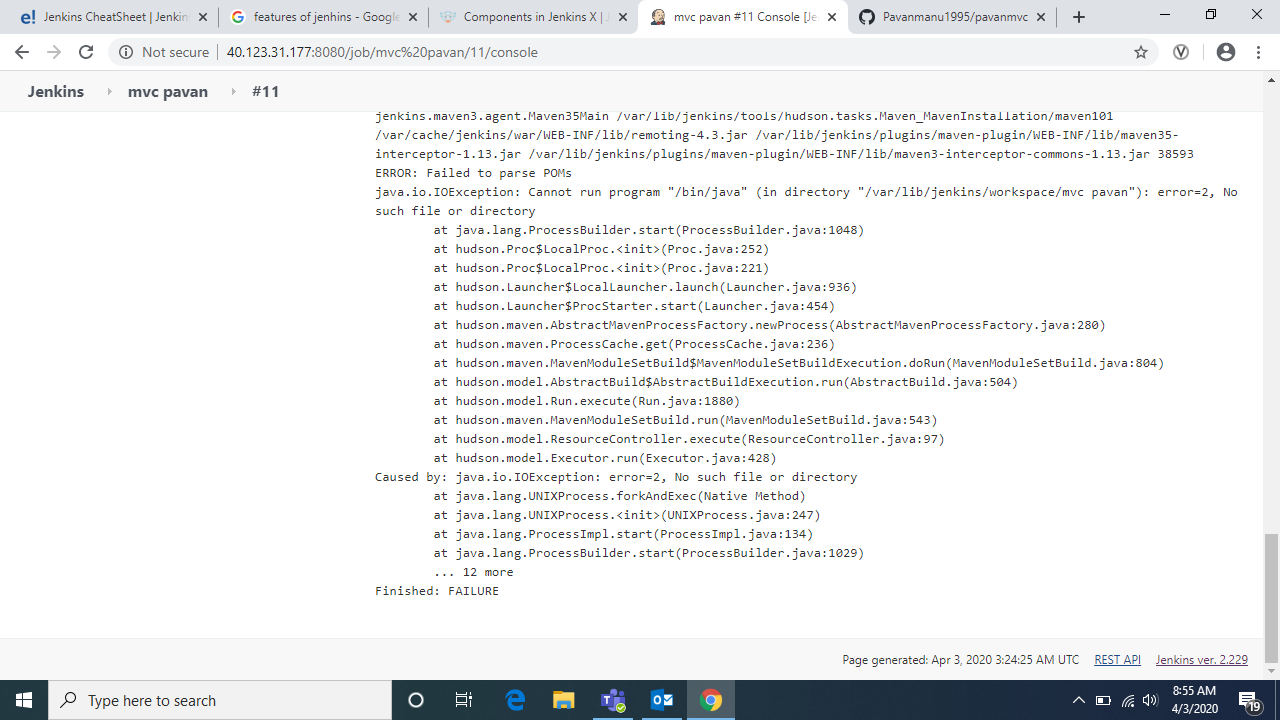 Jenkins CheatSheet | Jenkin
features of jenhins - Google
Components in Jenkins X | J
mvc pavan #11 Console [Je
Pavanmanu1995/pavanmvc
Not secure
40.123.31.177:8080/job/mvc%20pavan/11/console
Jenkins
mvc pavan
#11
jenkins.maven3.agent.Maven35Main /var/lib/jenkins/tools/hudson.tasks.Maven_MavenInstallation/maven101
/var/cache/jenkins/war/WEB-INF/lib/remoting-4.3.jar /var/lib/jenkins/plugins/maven-plugin/WEB-INF/lib/maven35-
interceptor-1.13.jar /var/lib/jenkins/plugins/maven-plugin/WEB-INF/lib/maven3-interceptor-commons-1.13.jar 38593
ERROR: Failed to parse POMs
java.io.IOException: Cannot run program "/bin/java" (in directory "/var/lib/jenkins/workspace/mvc pavan"): error=2, No
such file or directory
at java.lang.ProcessBuilder.start(ProcessBuilder.java:1048)
at hudson.Proc$LocalProc.<init>(Proc.java:252)
at hudson.Proc$LocalProc.<init>(Proc.java:221)
at hudson.Launcher$LocalLauncher.launch(Launcher.java:936)
at hudson.Launcher$ProcStarter.start(Launcher.java:454)
at hudson.maven.AbstractMavenProcessFactory.newProcess(AbstractMavenProcessFactory.java:280)
at hudson.maven.ProcessCache.get(ProcessCache.java:236)
at hudson.maven.MavenModuleSetBuild$MavenModuleSetBuildExecution.doRun(MavenModuleSetBuild.java:804)
at hudson.model.AbstractBuild$AbstractBuildExecution.run(AbstractBuild.java:504)
at hudson.model.Run.execute(Run.java:1880)
at hudson.maven.MavenModuleSetBuild.run(MavenModuleSetBuild.java:543)
at hudson.model.ResourceController.execute(ResourceController.java:97)
at hudson.model.Executor.run(Executor.java:428)
Caused by: java.io.IOException: error=2, No such file or directory
at java.lang.UNIXProcess.forkAndExec(Native Method)
at java.lang.UNIXProcess.<init>(UNIXProcess.java:247)
at java.lang.ProcessImpl.start(ProcessImpl.java:134)
at java.lang.ProcessBuilder.start(ProcessBuilder.java:1029)
... 12 more
Finished: FAILURE
Page generated: Apr 3, 2020 3:24:25 AM UTC
REST API
Jenkins ver. 2.229
Type here to search
8:55 AM
4/3/2020
19